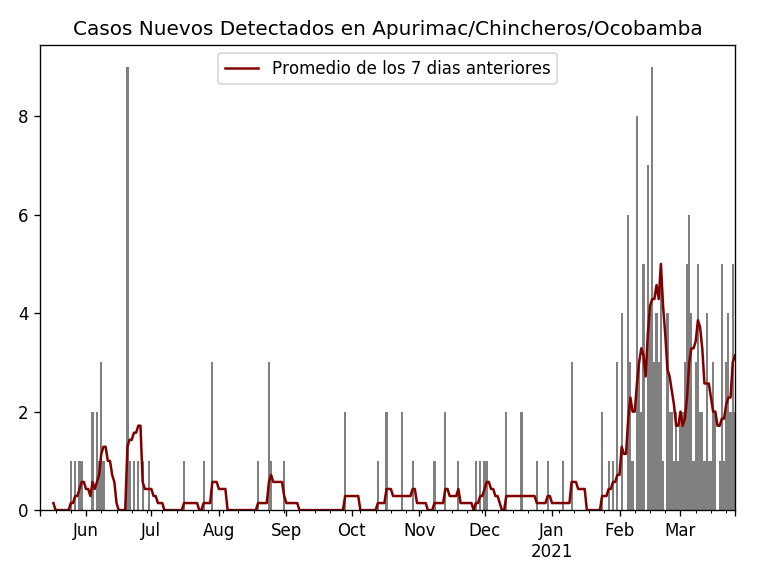 Casos Nuevos Detectados en Apurimac/Chincheros/Ocobamba
Promedio de los 7 dias anteriores
8
6
4
2
0
Jun Jul Aug Sep Oct Nov Dec Jan Feb Mar
2021